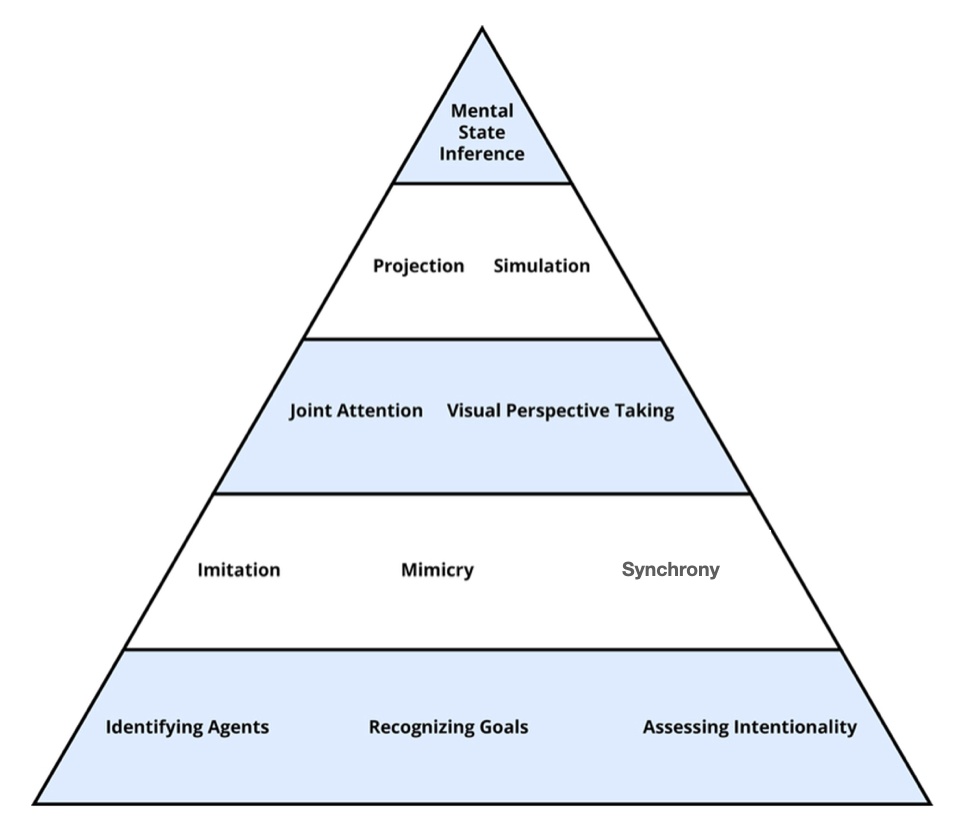 Mental
State
Inference
Projection Simulation
Joint Attention Visual Perspective Taking
Imitation Mimicry Synchrony
Identifying Agents Recognizing Goals Assessing Intentionality